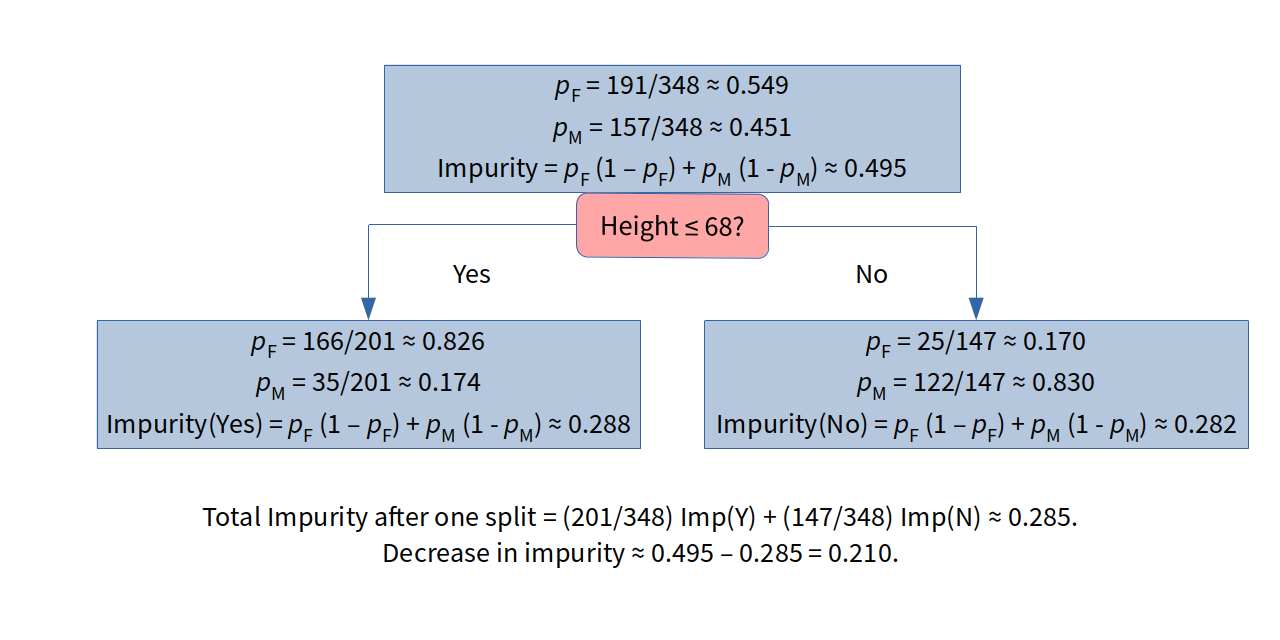 pF = 191/348 ≈ 0.549
pM = 157/348 ≈ 0.451
Impurity = pF (1 – pF) + pM (1 - pM) ≈ 0.495
Height ≤ 68?
Yes
No
pF = 166/201 ≈ 0.826
pM = 35/201 ≈ 0.174
Impurity(Yes) = pF (1 – pF) + pM (1 - pM) ≈ 0.288
pF = 25/147 ≈ 0.170
pM = 122/147 ≈ 0.830
Impurity(No) = pF (1 – pF) + pM (1 - pM) ≈ 0.282
Total Impurity after one split = (201/348) Imp(Y) + (147/348) Imp(N) ≈ 0.285.
Decrease in impurity ≈ 0.495 – 0.285 = 0.210.